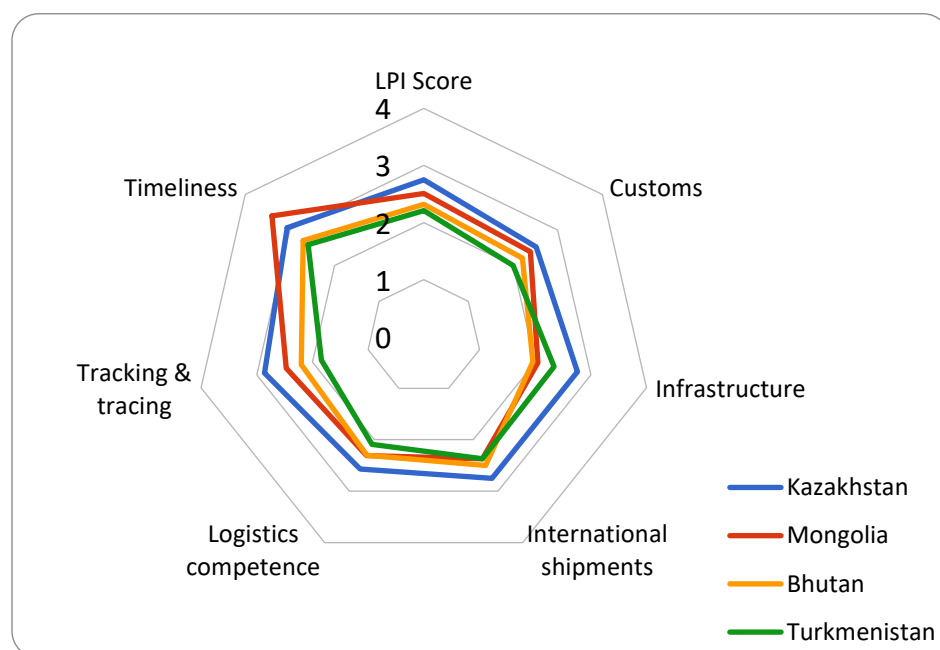 LPI Score
4
3
2
1
0
Timeliness
Customs
Tracking &
tracing
Infrastructure
Logistics
competence
International
shipments
Kazakhstan
Mongolia
Bhutan
Turkmenistan